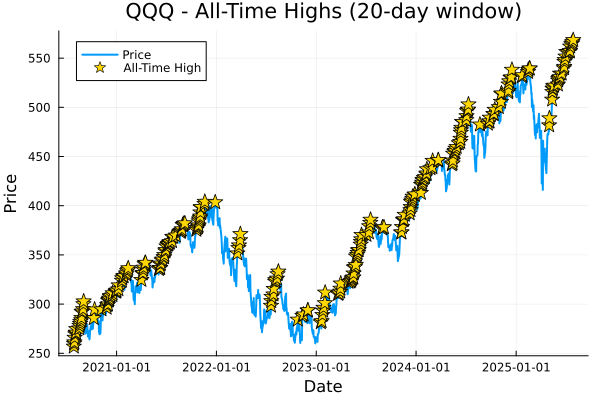 QQQ - All-Time Highs (20-day window)
Price
All-Time High
Price
550
500
450
400
350
300
250
2021-01-01
2022-01-01
2023-01-01
2024-01-01
2025-01-01
Date